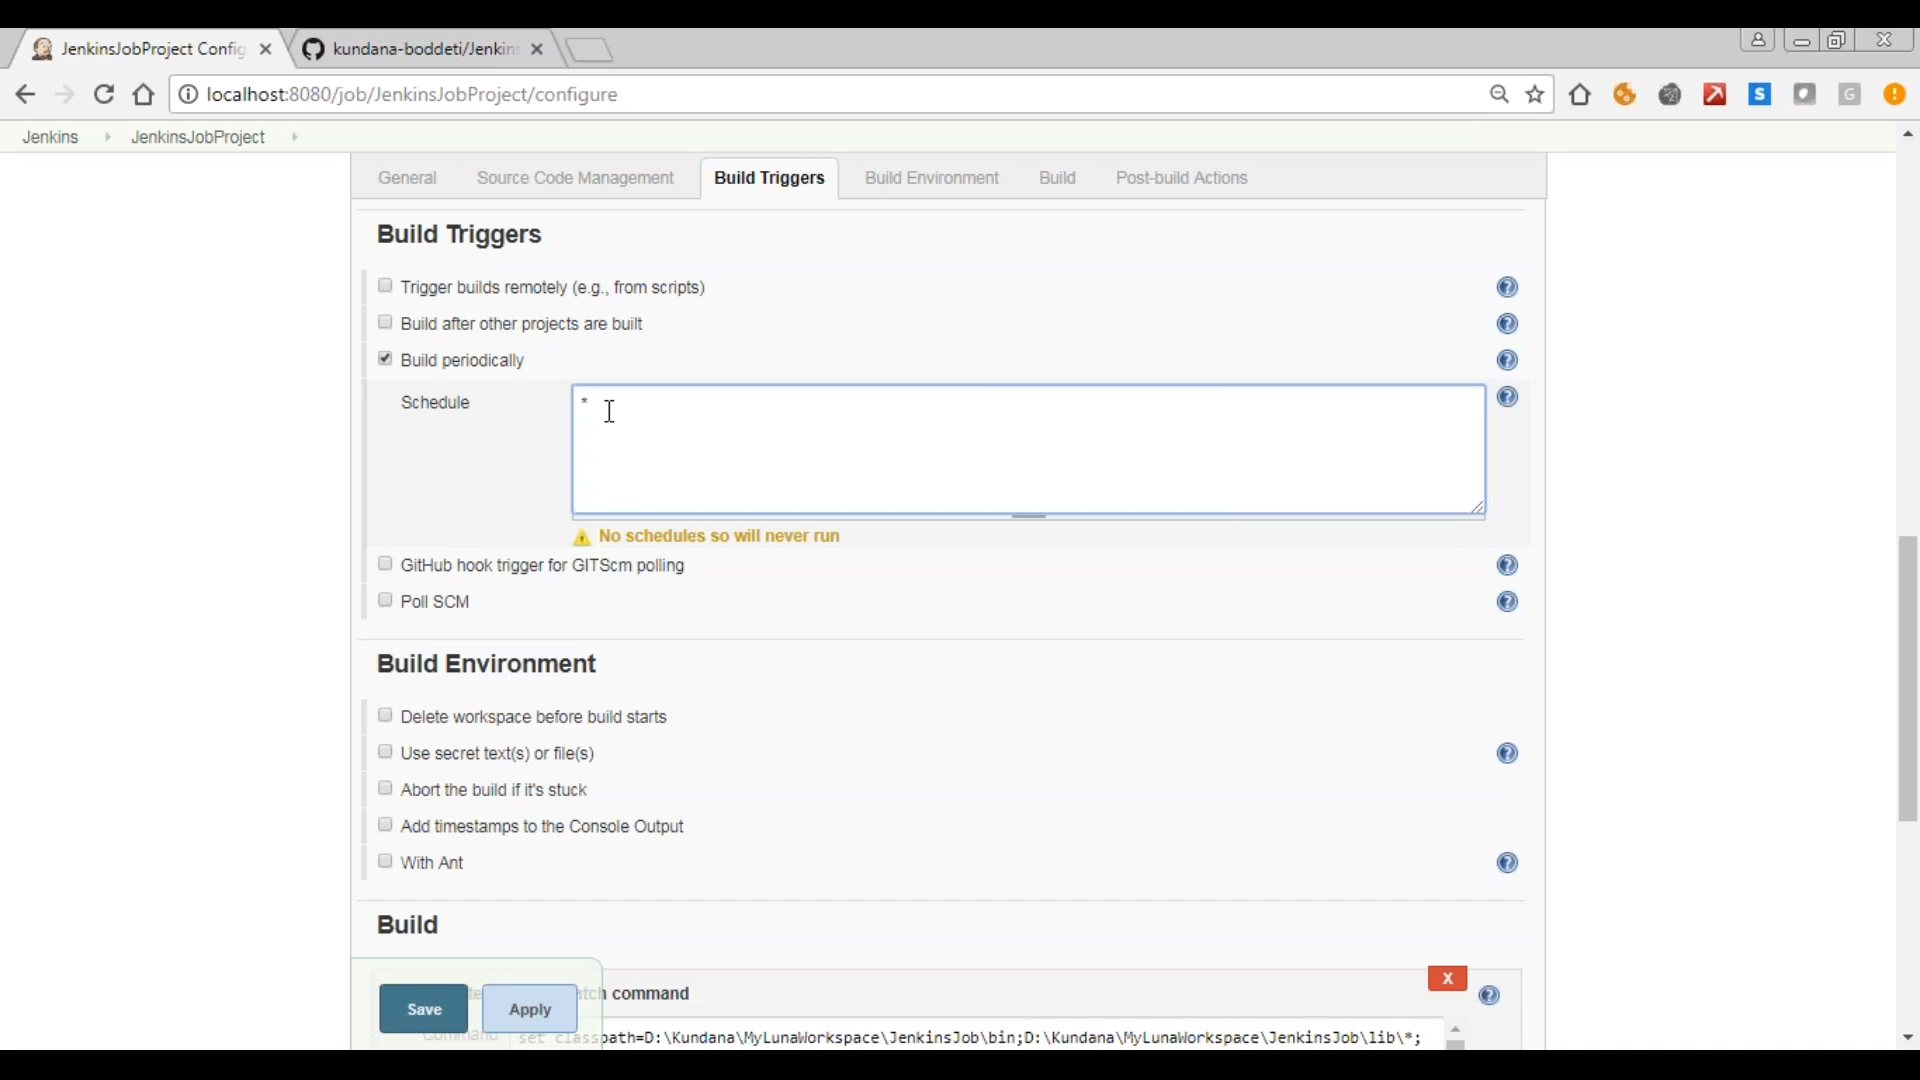 JenkinsJobProject Config
kundana-boddeti/Jenkins
localhost:8080/job/JenkinsJobProject/configure
S
G
Jenkins
JenkinsJobProject
General Source Code Management Build Triggers Build Environment Build Post-build Actions
Build Triggers
Trigger builds remotely (e.g., from scripts)
Build after other projects are built
Build periodically
Schedule
*
No schedules so will never run
GitHub hook trigger for GITScm polling
Poll SCM
Build Environment
Delete workspace before build starts
Use secret text(s) or file(s)
Abort the build if it's stuck
Add timestamps to the Console Output
With Ant
Build
X
command
Save
Apply
Command
set classpath=D:\Kundana\MyLunaWorkspace\JenkinsJob\bin;D:\Kundana\MyLunaWorkspace\JenkinsJob\lib\*;